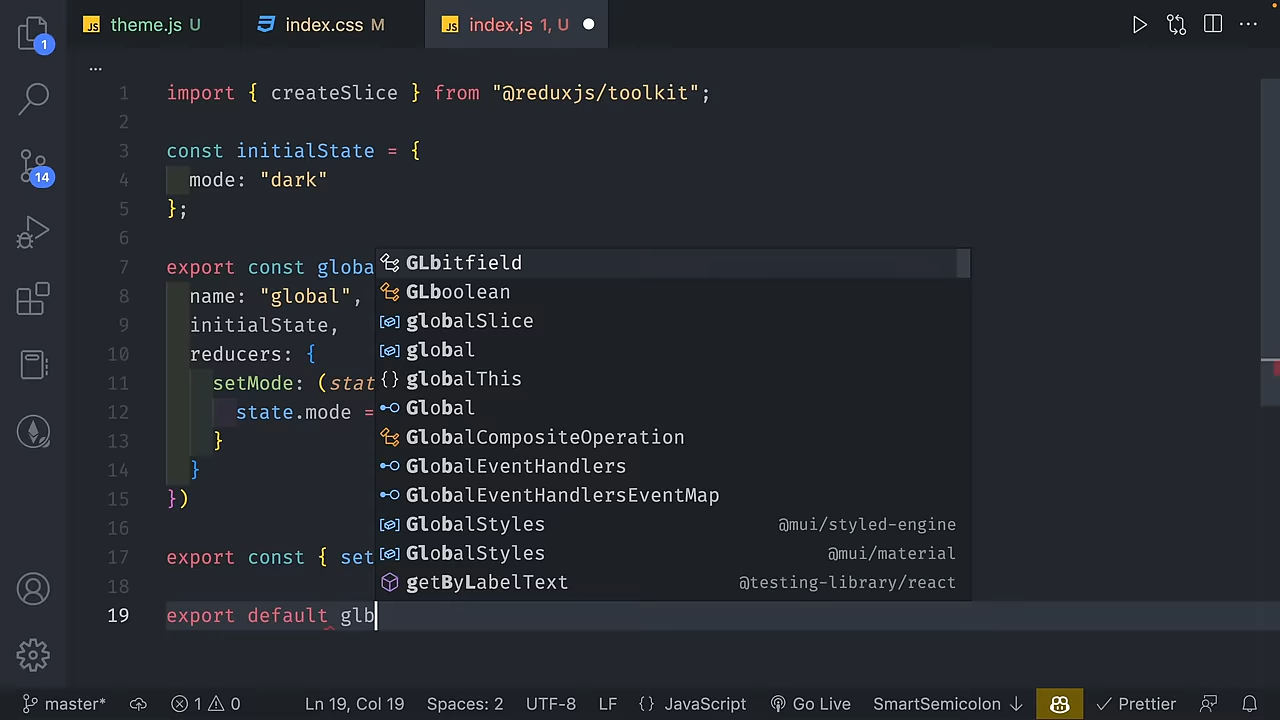 theme.js U
index.css M
index.js 1, U
1
...
1 import { createSlice } from "@reduxjs/toolkit";
2
3 const initialState = {
4 mode: "dark"
5 };
6
7 export const globa
8 name: "global",
9 initialState,
10 reducers: {
11 setMode: (stat
12 state.mode =
13 }
14 }
15 })
16
17 export const { set
18
19 export default glb
GLbitfield
GLboolean
globalSlice
global
globalThis
Global
GlobalCompositeOperation
GlobalEventHandlers
GlobalEventHandlersEventMap
GlobalStyles @mui/styled-engine
GlobalStyles @mui/material
getByLabelText @testing-library/react
14
master* 1 0 Ln 19, Col 19 Spaces: 2 UTF-8 LF {} JavaScript Go Live SmartSemicolon ↓ Prettier